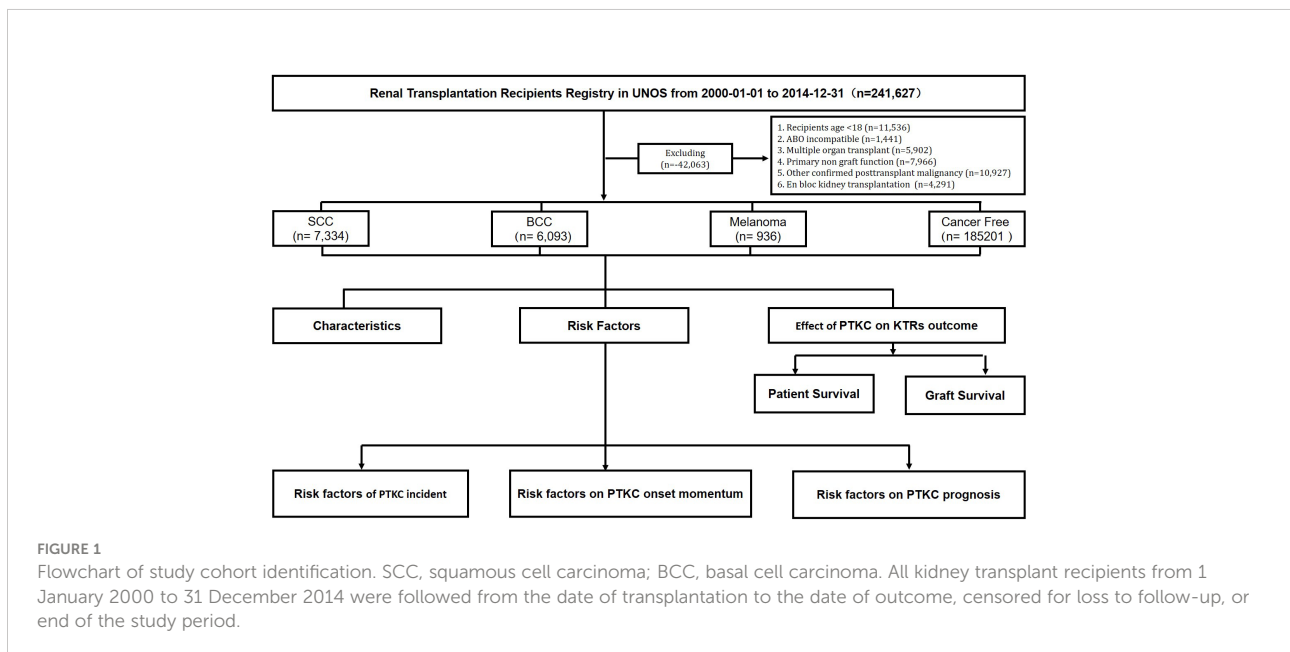 Renal Transplantation Recipients Registry in UNOS from 2000-01-01 to 2014-12-31（n=241,627）
Excluding
(n=-42,063)
1. Recipients age <18 (n=11,536)
2. ABO incompatible (n=1,441)
3. Multiple organ transplant (n=5,902)
4. Primary non graft function (n=7,966)
5. Other confirmed posttransplant malignancy (n=10,927)
6. En bloc kidney transplantation (n=4,291)
SCC
(n= 7,334)
BCC
(n= 6,093)
Melanoma
(n= 936)
Cancer Free
(n= 185201 )
Characteristics
Risk Factors
Effect of PTKC on KTRs outcome
Patient Survival
Graft Survival
Risk factors of PTKC incident
Risk factors on PTKC onset momentum
Risk factors on PTKC prognosis
FIGURE 1
Flowchart of study cohort identification. SCC, squamous cell carcinoma; BCC, basal cell carcinoma. All kidney transplant recipients from 1
January 2000 to 31 December 2014 were followed from the date of transplantation to the date of outcome, censored for loss to follow-up, or
end of the study period.